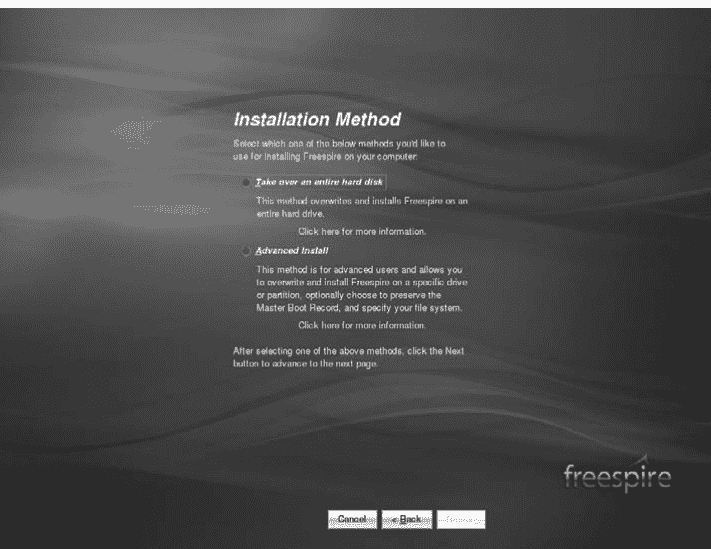 Installation Method
Select which one of the below methods you'd like to
use for installing Freespire on your computer:
Take over an entire hard disk
This method overwrites and installs Freespire on an
entire hard drive.
Click here for more information.
Advanced Install
This method is for advanced users and allows you
to overwrite and install Freespire on a specific drive
or partition, optionally choose to preserve the
Master Boot Record, and specify your file system.
Click here for more information.
After selecting one of the above methods, click the Next
button to advance to the next page.
freespire
Cancel
< Back